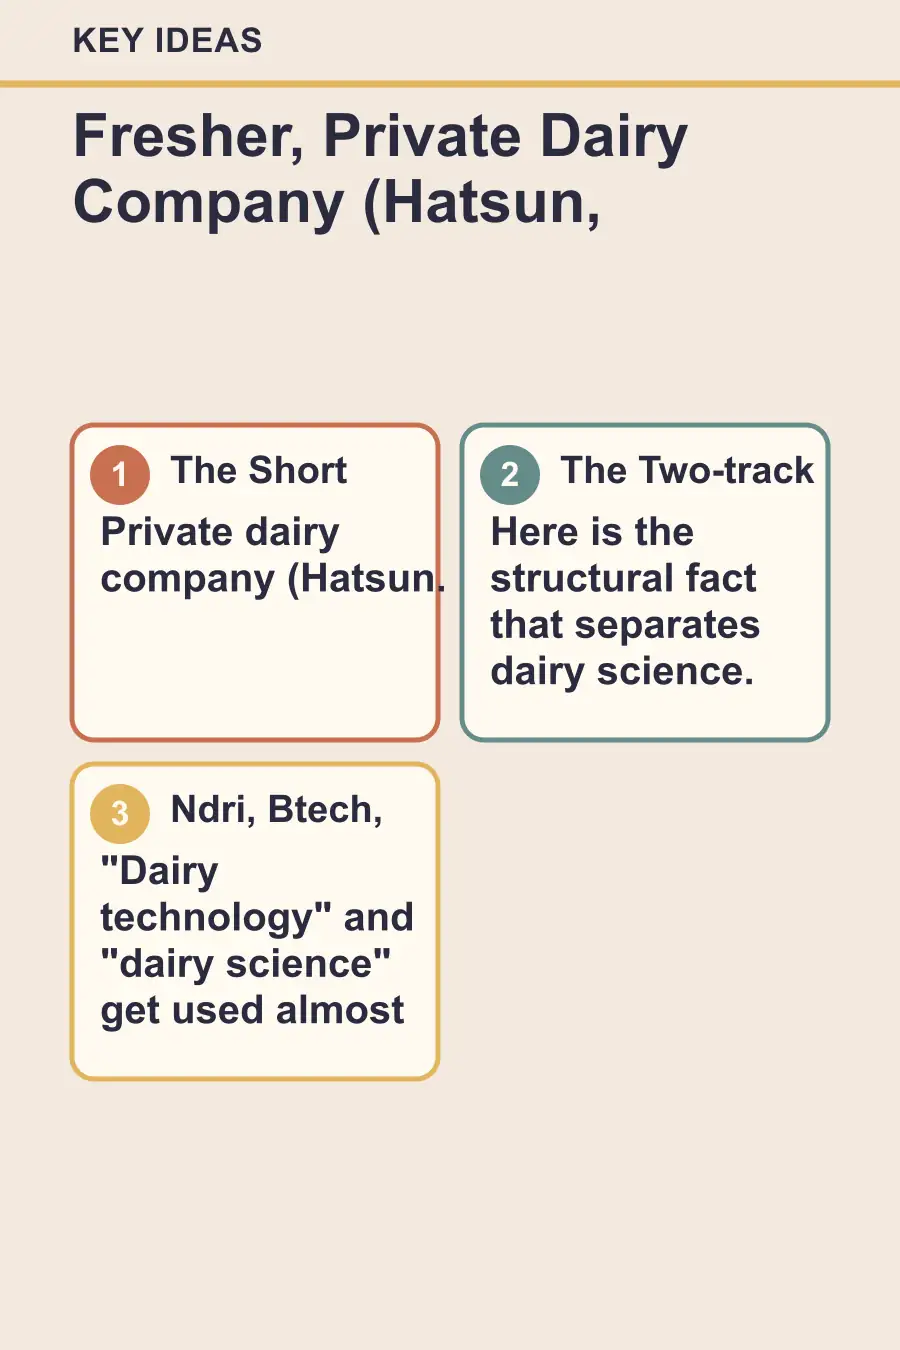 KEY IDEAS
Fresher, Private Dairy
Company (Hatsun,
1 The Short
Private dairy
company (Hatsun.
2 The Two-track
Here is the
structural fact
that separates
dairy science.
3 Ndri, Btech,
"Dairy
technology" and
"dairy science"
get used almost